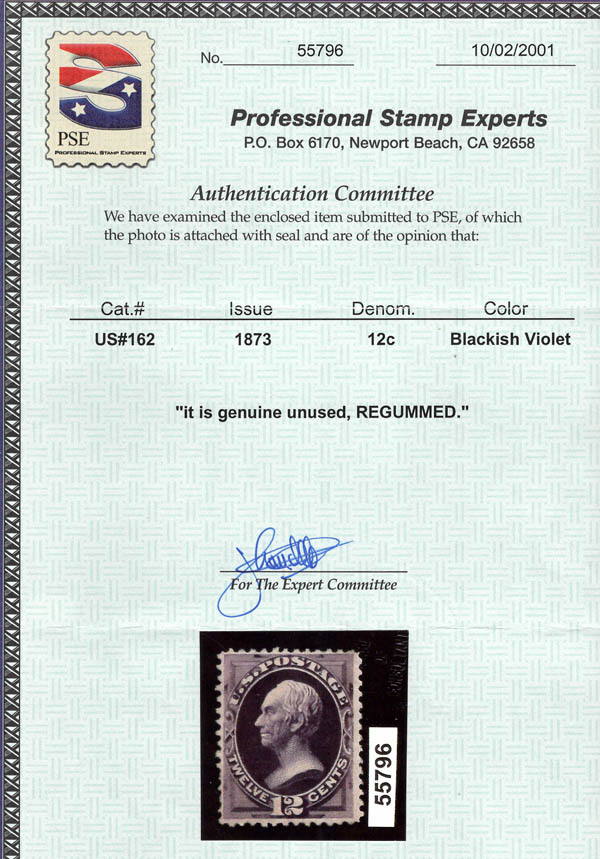 No. 55796 10/02/2001
PSE
PROFESSIONAL STAMP EXPERTS
Professional Stamp Experts
P.O. Box 6170, Newport Beach, CA 92658
Authentication Committee
We have examined the enclosed item submitted to PSE, of which
the photo is attached with seal and are of the opinion that:
Cat.# Issue Denom. Color
US#162 1873 12c Blackish Violet
"it is genuine unused, REGUMMED."
For The Expert Committee
U.S. POSTAGE
TWELVE 12 CENTS
55796